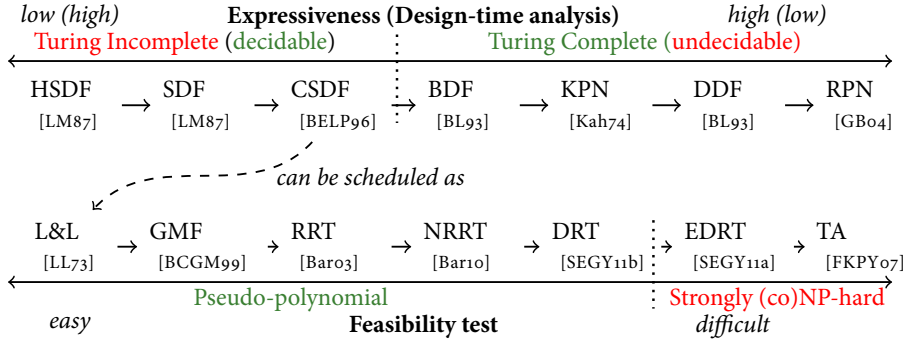 low (high) Expressiveness (Design-time analysis) high (low)
Turing Incomplete (decidable) Turing Complete (undecidable)
HSDF SDF CSDF BDF KPN DDF RPN
[LM87] [LM87] [BELP96] [BL93] [Kah74] [BL93] [GB04]
can be scheduled as
L&L GMF RRT NRRT DRT EDRT TA
[LL73] [BCGM99] [Bar03] [Bar10] [SEGY11b] [SEGY11a] [FKPY07]
Pseudo-polynomial Strongly (co)NP-hard
easy Feasibility test difficult